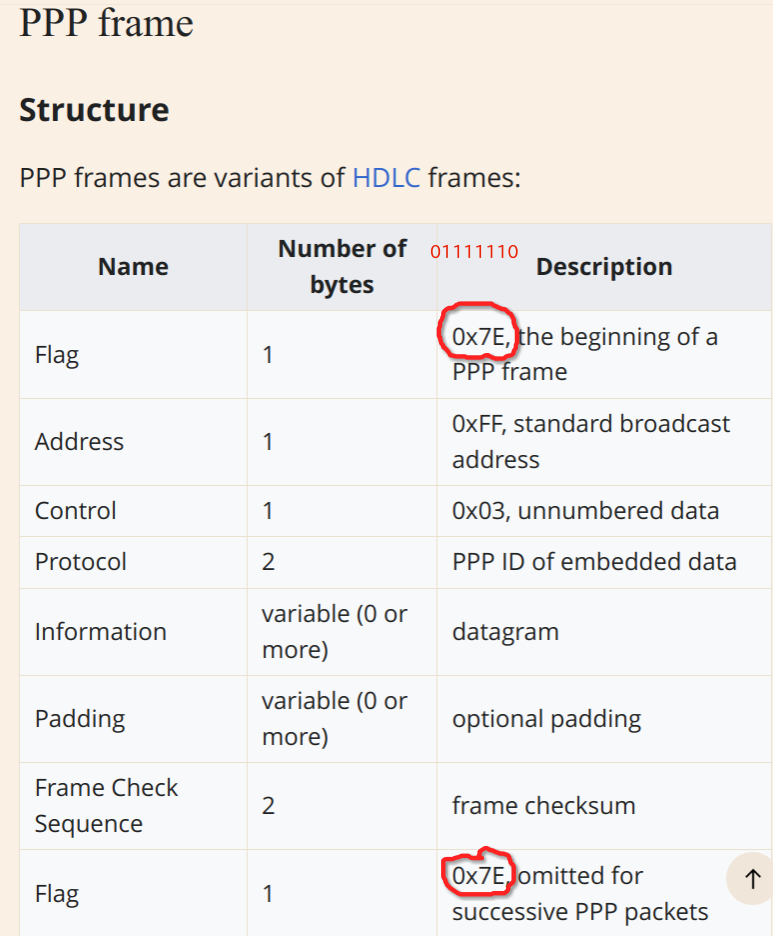 PPP frame
Structure
PPP frames are variants of HDLC frames:
Name
Number of
bytes
01111110
Description
Flag
1
0x7E, the beginning of a
PPP frame
Address
1
0xFF, standard broadcast
address
Control
1
0x03, unnumbered data
Protocol
2
PPP ID of embedded data
Information
variable (0 or
more)
datagram
Padding
variable (0 or
more)
optional padding
Frame Check
Sequence
2
frame checksum
Flag
1
0x7E, omitted for
successive PPP packets